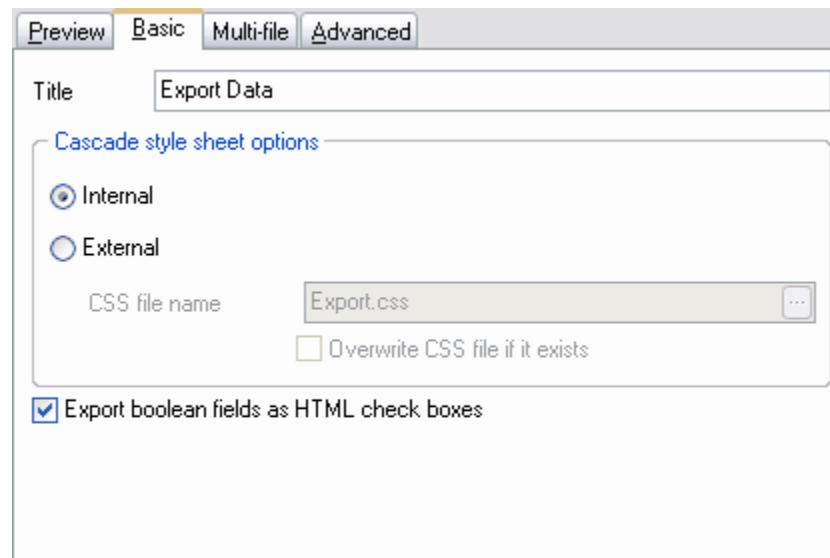 Preview Basic Multi-file Advanced
Title Export Data
Cascade style sheet options
Internal
External
CSS file name Export.css ...
Overwrite CSS file if it exists
Export boolean fields as HTML check boxes